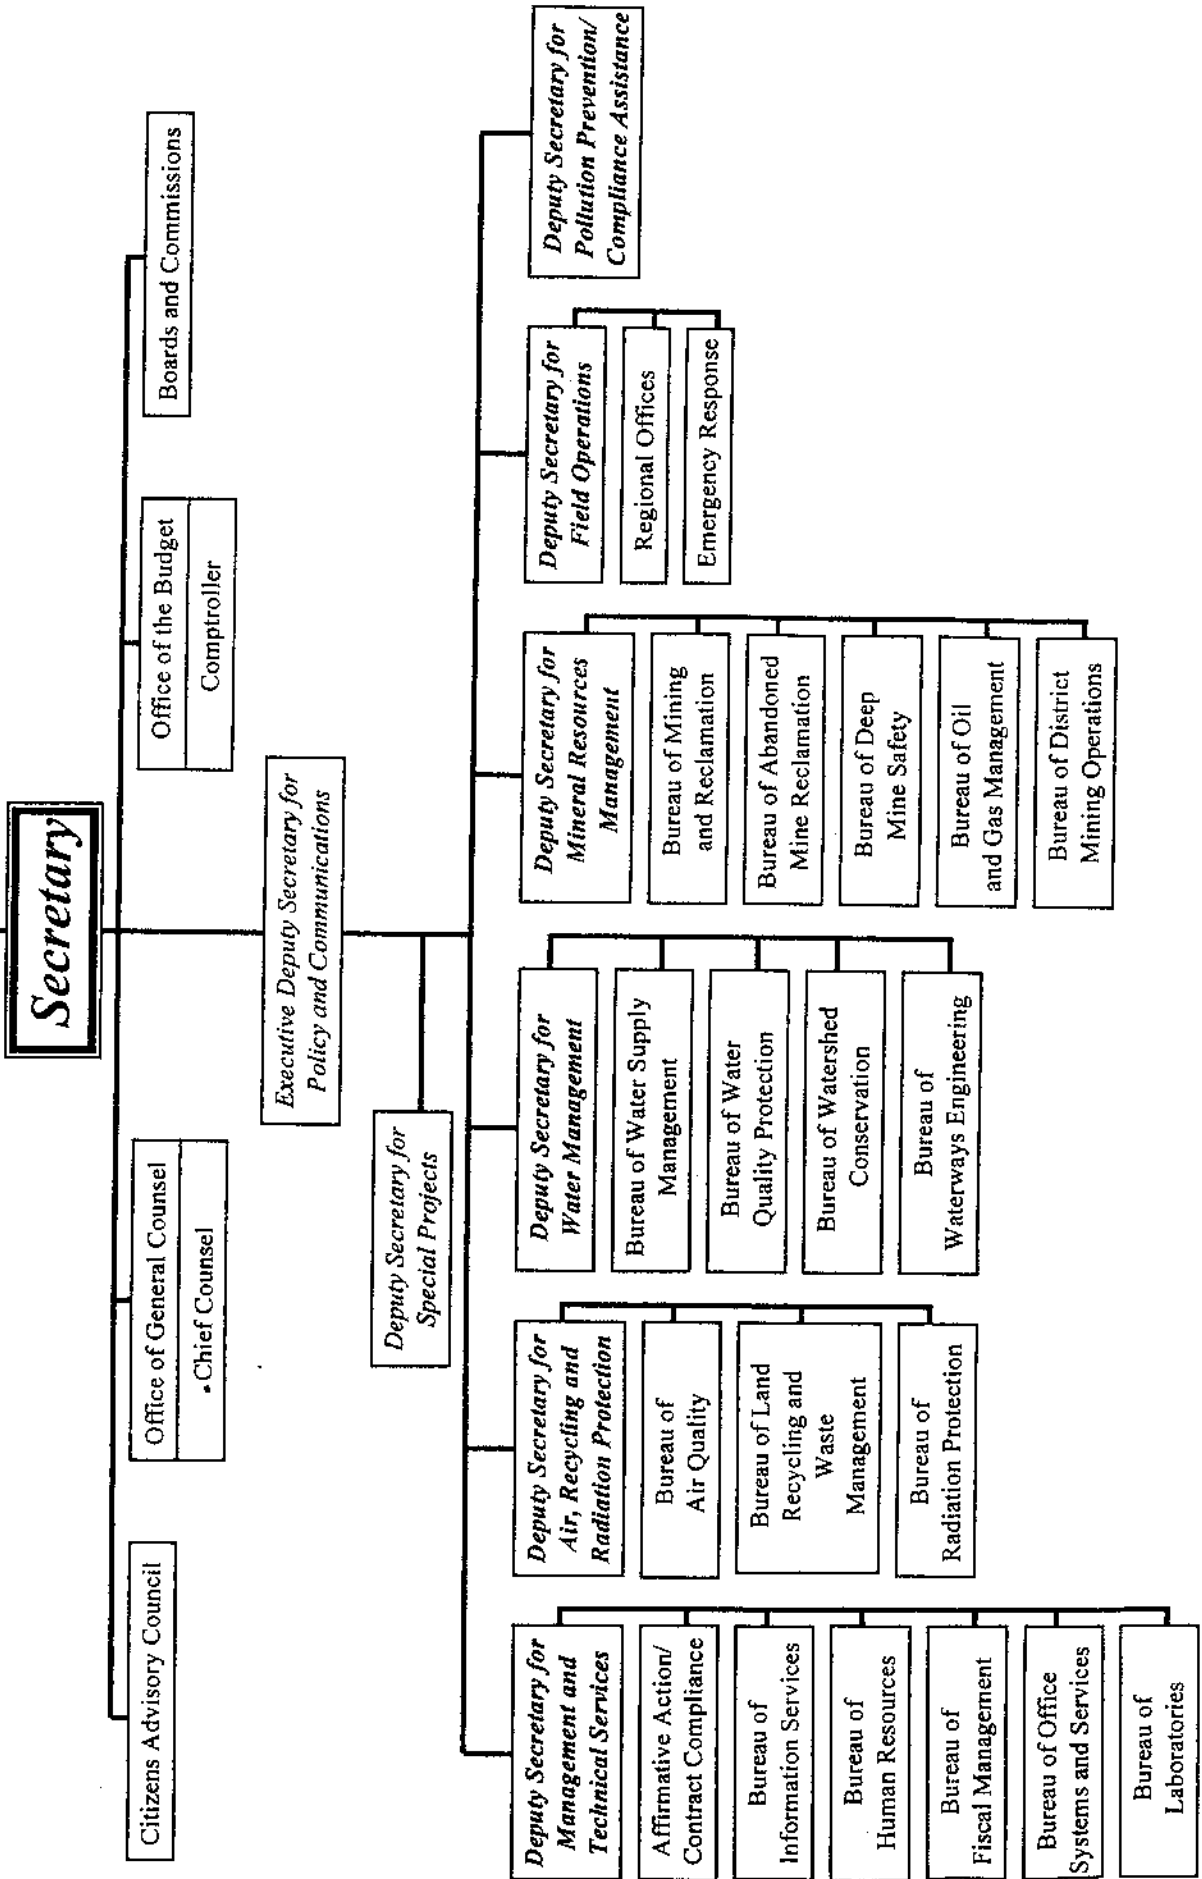 Secretary
Citizens Advisory Council
Office of General Counsel
Chief Counsel
Office of the Budget
Comptroller
Boards and Commissions
Executive Deputy Secretary for
Policy and Communications
Deputy Secretary for
Special Projects
Deputy Secretary for
Management and
Technical Services
Affirmative Action/
Contract Compliance
Bureau of
Information Services
Bureau of
Human Resources
Bureau of
Fiscal Management
Bureau of Office
Systems and Services
Bureau of
Laboratories
Deputy Secretary for
Air, Recycling and
Radiation Protection
Bureau of
Air Quality
Bureau of Land
Recycling and
Waste
Management
Bureau of
Radiation Protection
Deputy Secretary for
Water Management
Bureau of Water Supply
Management
Bureau of Water
Quality Protection
Bureau of Watershed
Conservation
Bureau of
Waterways Engineering
Deputy Secretary for
Mineral Resources
Management
Bureau of Mining
and Reclamation
Bureau of Abandoned
Mine Reclamation
Bureau of Deep
Mine Safety
Bureau of Oil
and Gas Management
Bureau of District
Mining Operations
Deputy Secretary for
Field Operations
Regional Offices
Emergency Response
Deputy Secretary for
Pollution Prevention/
Compliance Assistance